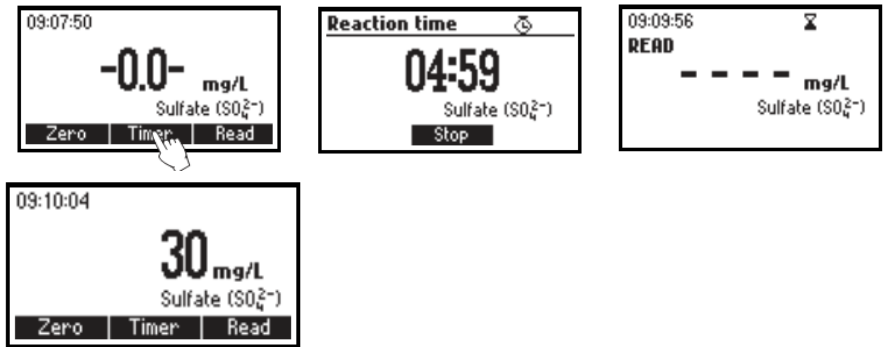 09:07:50
-0.0- mg/L
Sulfate (SO₄²⁻)
Zero Timer Read
Reaction time
04:59
Sulfate (SO₄²⁻)
Stop
09:09:56
READ
- - - - mg/L
Sulfate (SO₄²⁻)
09:10:04
30 mg/L
Sulfate (SO₄²⁻)
Zero Timer Read